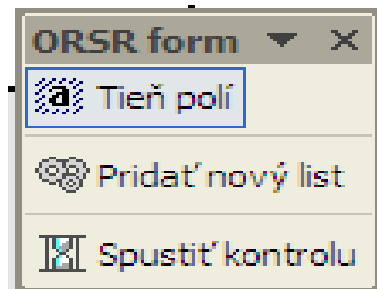 ORSR form
a Tieň polí
Pridať nový list
Spustiť kontrolu